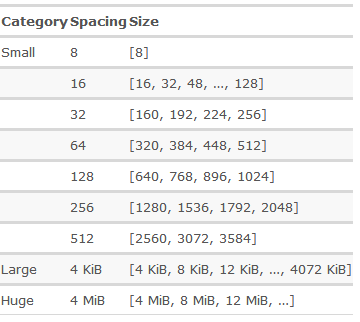 Category Spacing Size
Small 8 [8]
16 [16, 32, 48, ..., 128]
32 [160, 192, 224, 256]
64 [320, 384, 448, 512]
128 [640, 768, 896, 1024]
256 [1280, 1536, 1792, 2048]
512 [2560, 3072, 3584]
Large 4 KiB [4 KiB, 8 KiB, 12 KiB, ..., 4072 KiB]
Huge 4 MiB [4 MiB, 8 MiB, 12 MiB, ...]